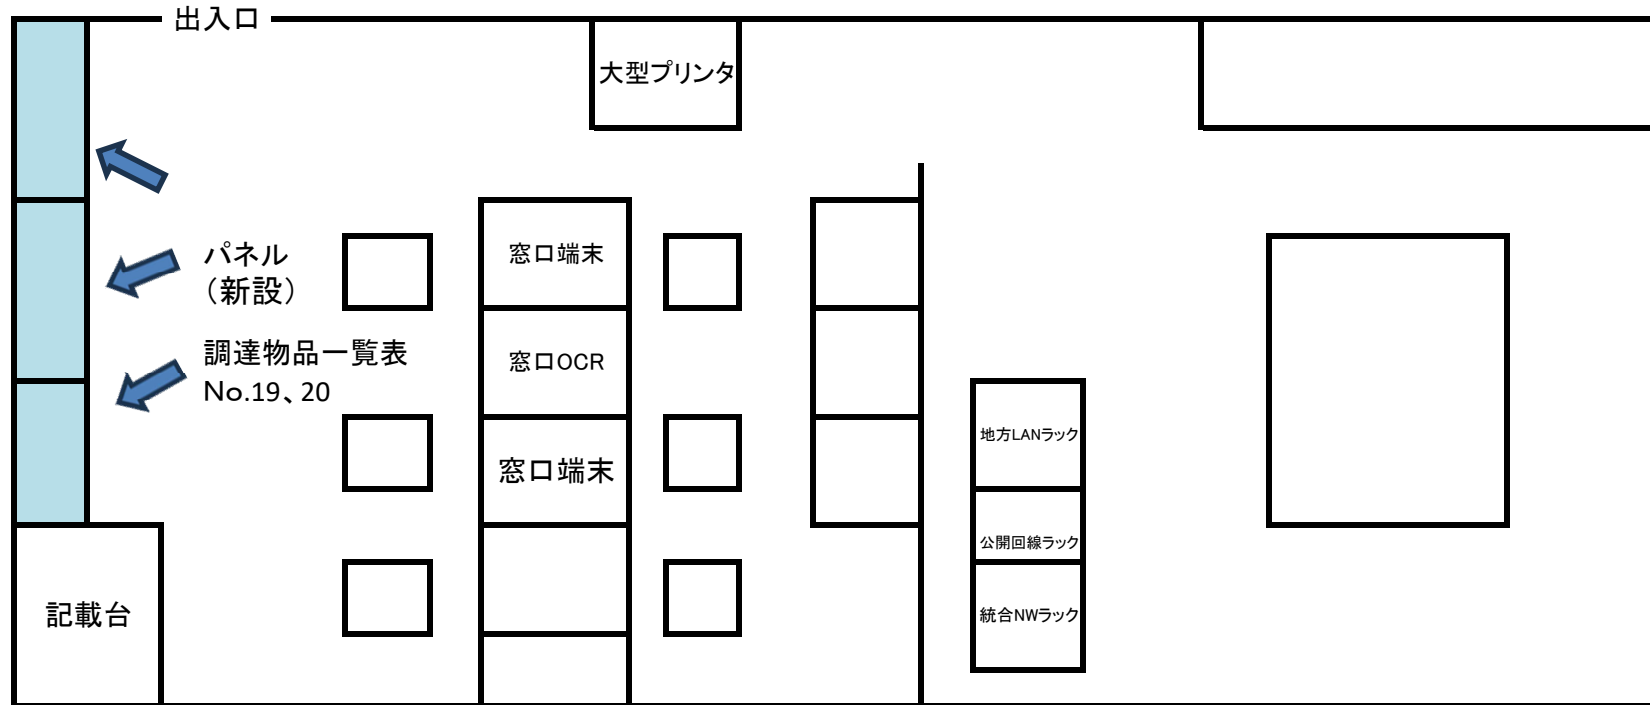 出入口
大型プリンタ
パネル
（新設）
調達物品一覧表
No.19、20
窓口端末
窓口OCR
窓口端末
地方LANラック
公開回線ラック
統合NWラック
記載台